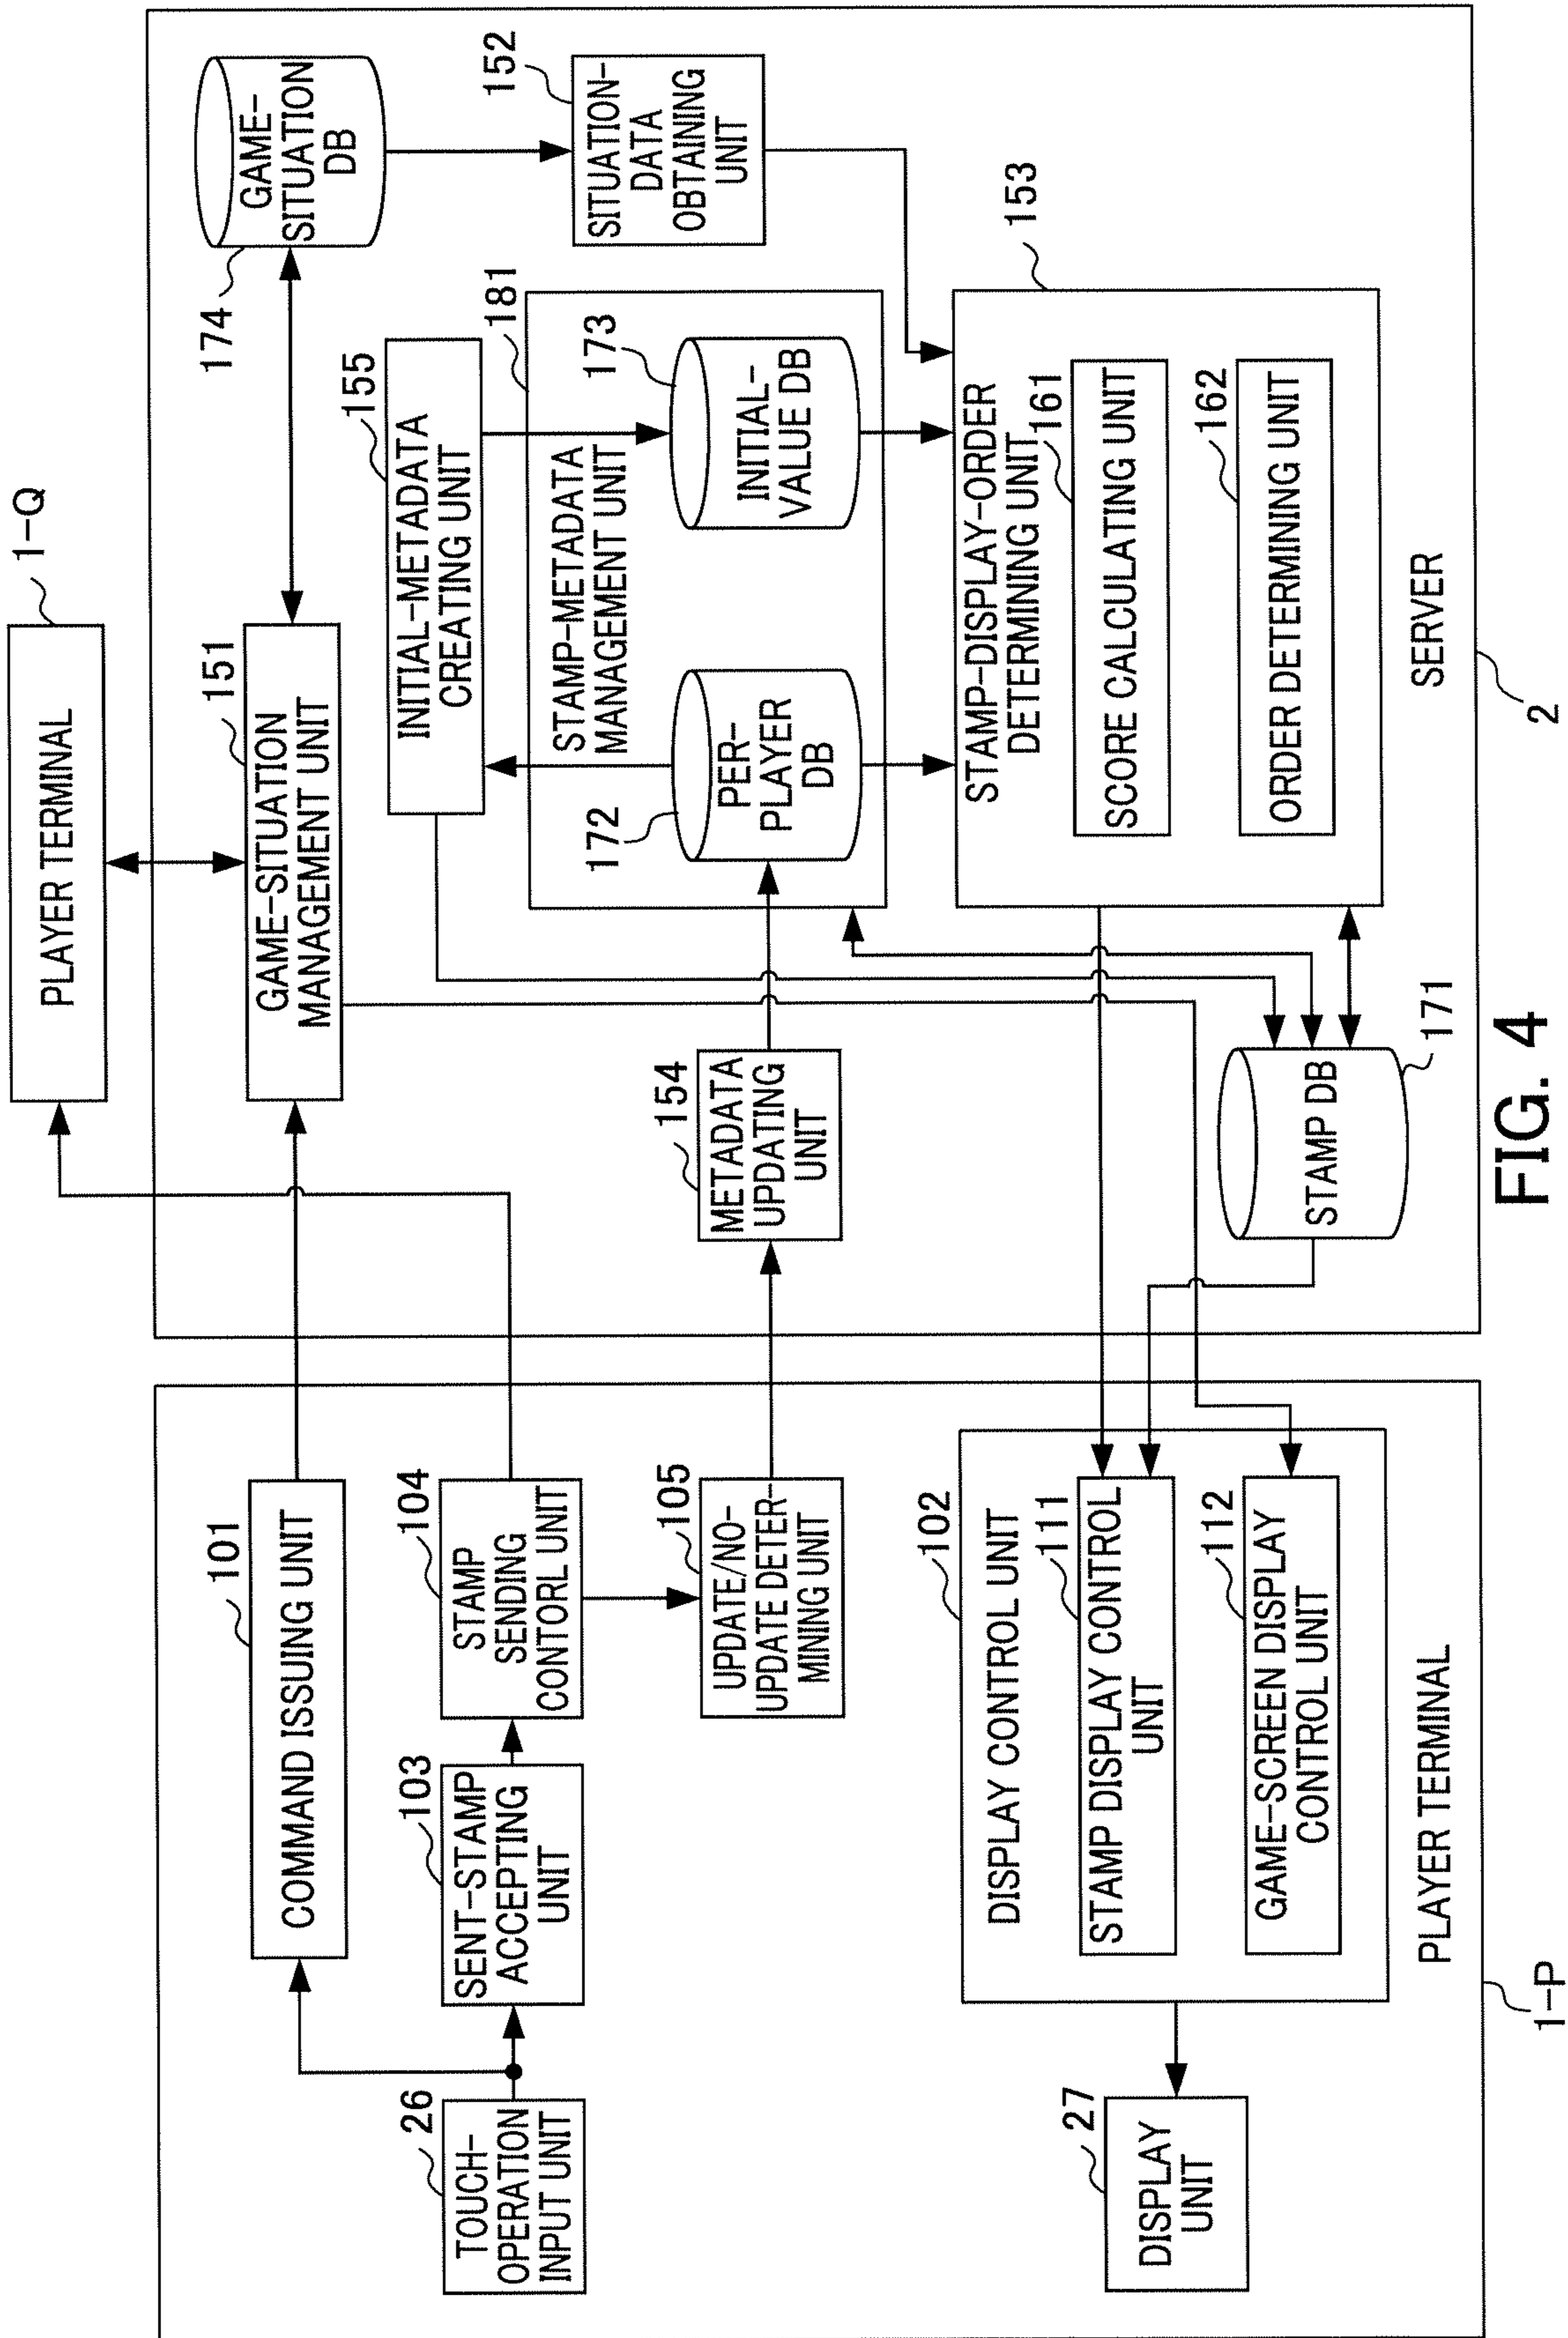 PLAYER TERMINAL
1-Q
174
GAME-
SITUATION
DB
151
GAME-SITUATION
MANAGEMENT UNIT
152
SITUATION-
DATA
OBTAINING
UNIT
155
INITIAL-METADATA
CREATING UNIT
181
STAMP-METADATA
MANAGEMENT UNIT
172
PER-
PLAYER
DB
173
INITIAL-
VALUE DB
154
METADATA
UPDATING
UNIT
153
STAMP-DISPLAY-ORDER
DETERMINING UNIT
161
SCORE CALCULATING UNIT
162
ORDER DETERMINING UNIT
171
STAMP DB
SERVER
2
101
COMMAND ISSUING UNIT
26
TOUCH-
OPERATION
INPUT UNIT
103
SENT-STAMP
ACCEPTING
UNIT
104
STAMP
SENDING
CONTORL UNIT
105
UPDATE/NO-
UPDATE DETER-
MINING UNIT
27
DISPLAY
UNIT
102
DISPLAY CONTROL UNIT
111
STAMP DISPLAY CONTROL
UNIT
112
GAME-SCREEN DISPLAY
CONTROL UNIT
PLAYER TERMINAL
1-P
FIG. 4